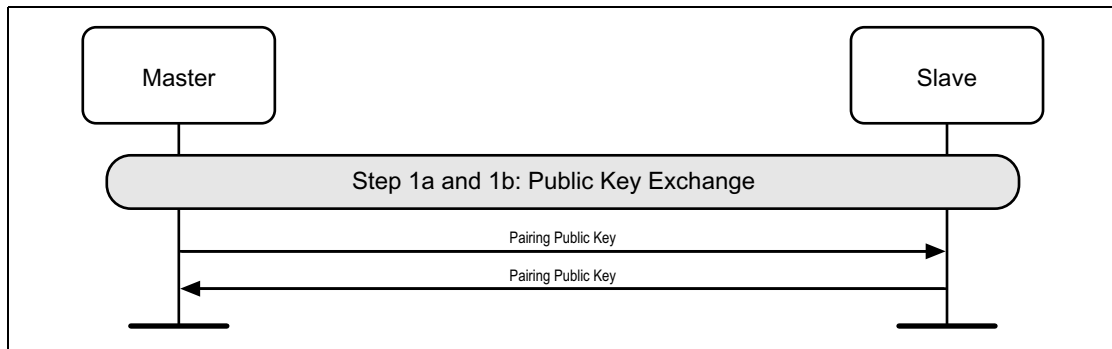 Master
Slave
Step 1a and 1b: Public Key Exchange
Pairing Public Key
Pairing Public Key